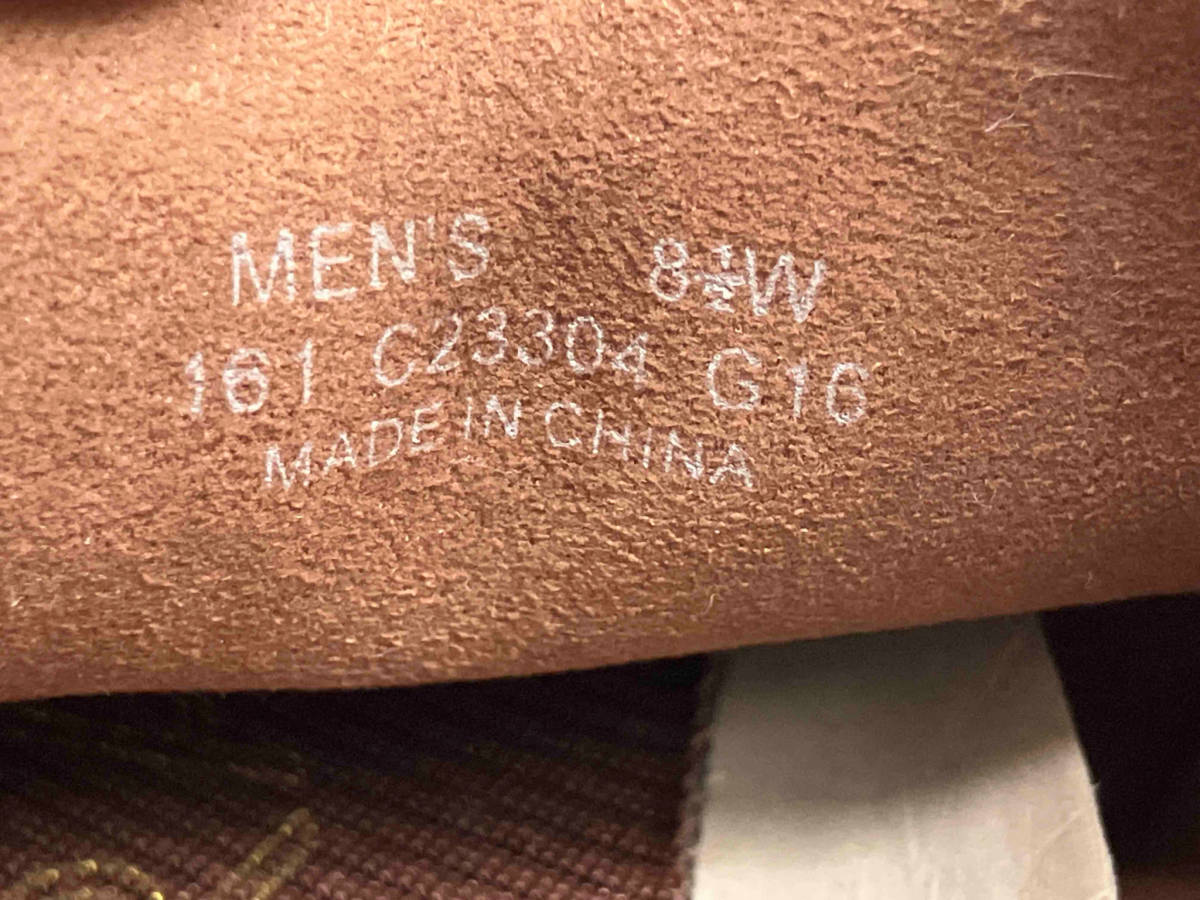 MEN'S 8½W
161 C23304 G16
MADE IN CHINA